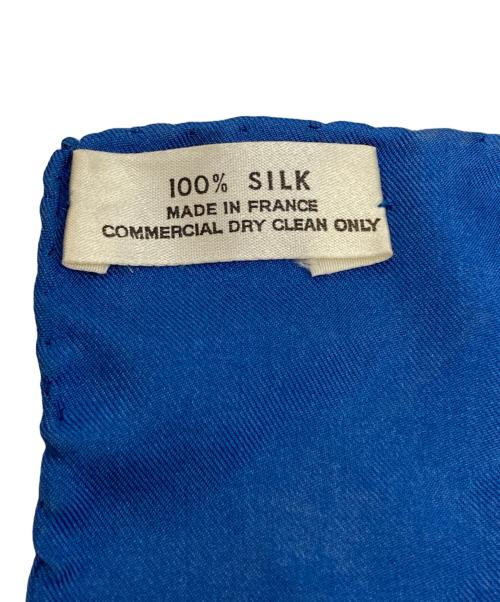 100% SILK
MADE IN FRANCE
COMMERCIAL DRY CLEAN ONLY